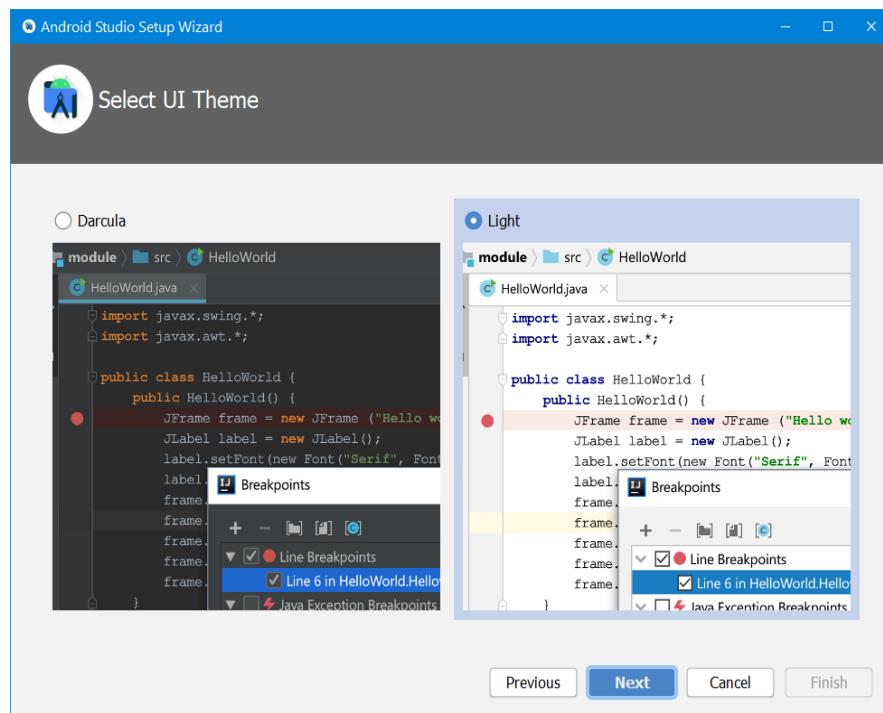 Android Studio Setup Wizard
Select UI Theme
Darcula
module src HelloWorld
HelloWorld.java
import javax.swing.*;
import javax.awt.*;
public class HelloWorld {
public HelloWorld() {
JFrame frame = new JFrame ("Hello
JLabel label = new JLabel();
label.setFont(new Font("Serif", Font
label.
frame.
frame.
frame.
frame.
frame.
}
Breakpoints
Line Breakpoints
Line 6 in HelloWorld.Hello
Java Exception Breakpoints
Light
module src HelloWorld
HelloWorld.java
import javax.swing.*;
import javax.awt.*;
public class HelloWorld {
public HelloWorld() {
JFrame frame = new JFrame ("Hello
JLabel label = new JLabel();
label.setFont(new Font("Serif", Font
label.
frame.
frame.
frame.
frame.
frame.
}
Breakpoints
Line Breakpoints
Line 6 in HelloWorld.Hello
Java Exception Breakpoints
Previous Next Cancel Finish